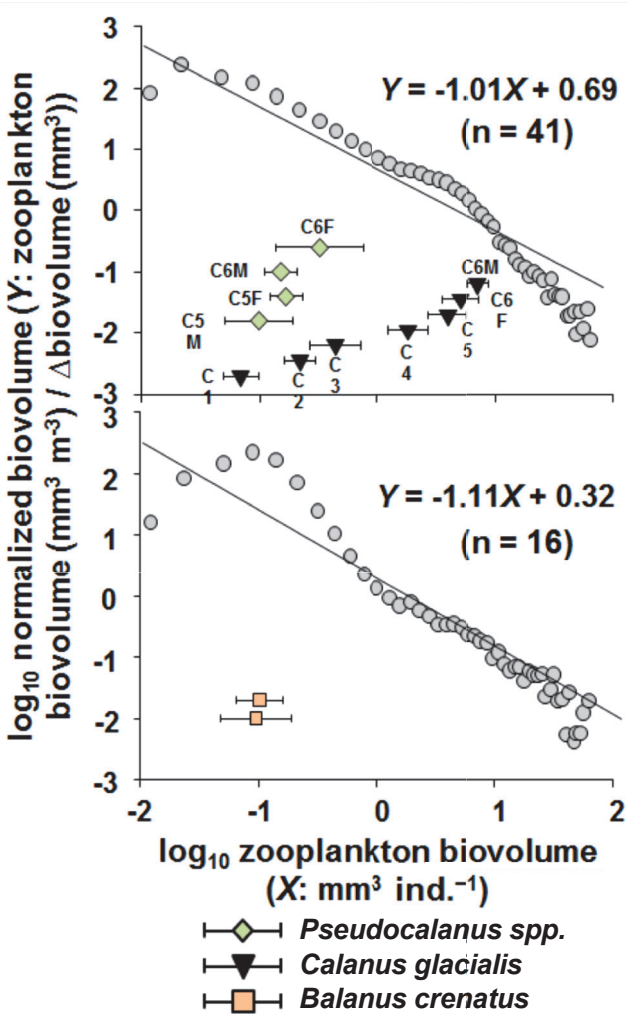 log₁₀ normalized biovolume (Y: zooplankton
biovolume (mm³ m⁻³) / Δbiovolume (mm³))
3
2
1
0
-1
-2
-3
Y = -1.01X + 0.69
(n = 41)
C6F
C6M
C5F
C5
M
C6M
C6
F
C
5
C
4
C
3
C
2
C
1
3
2
1
0
-1
-2
-3
Y = -1.11X + 0.32
(n = 16)
-2
-1
0
1
2
log₁₀ zooplankton biovolume
(X: mm³ ind.⁻¹)
Pseudocalanus spp.
Calanus glacialis
Balanus crenatus